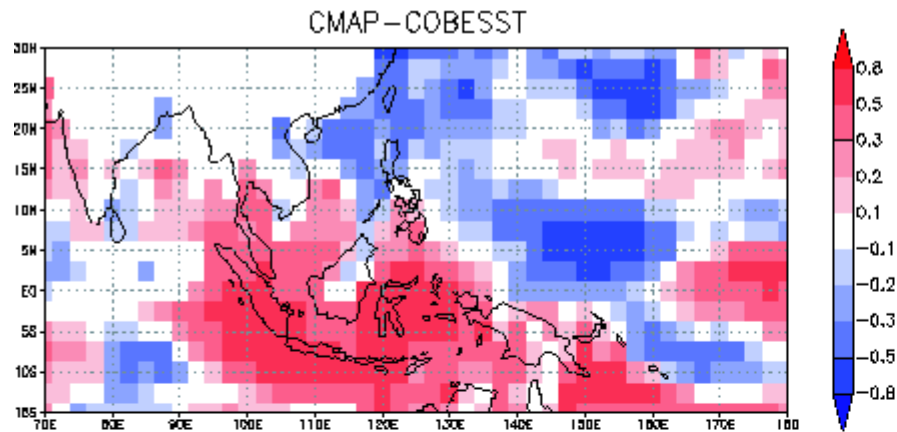 CMAP-COBESST
30N
25N
20N
15N
10N
5N
EQ
5S
10S
15S
70E 80E 90E 100E 110E 120E 130E 140E 150E 160E 170E 180
0.8
0.5
0.3
0.2
0.1
-0.1
-0.2
-0.3
-0.5
-0.8